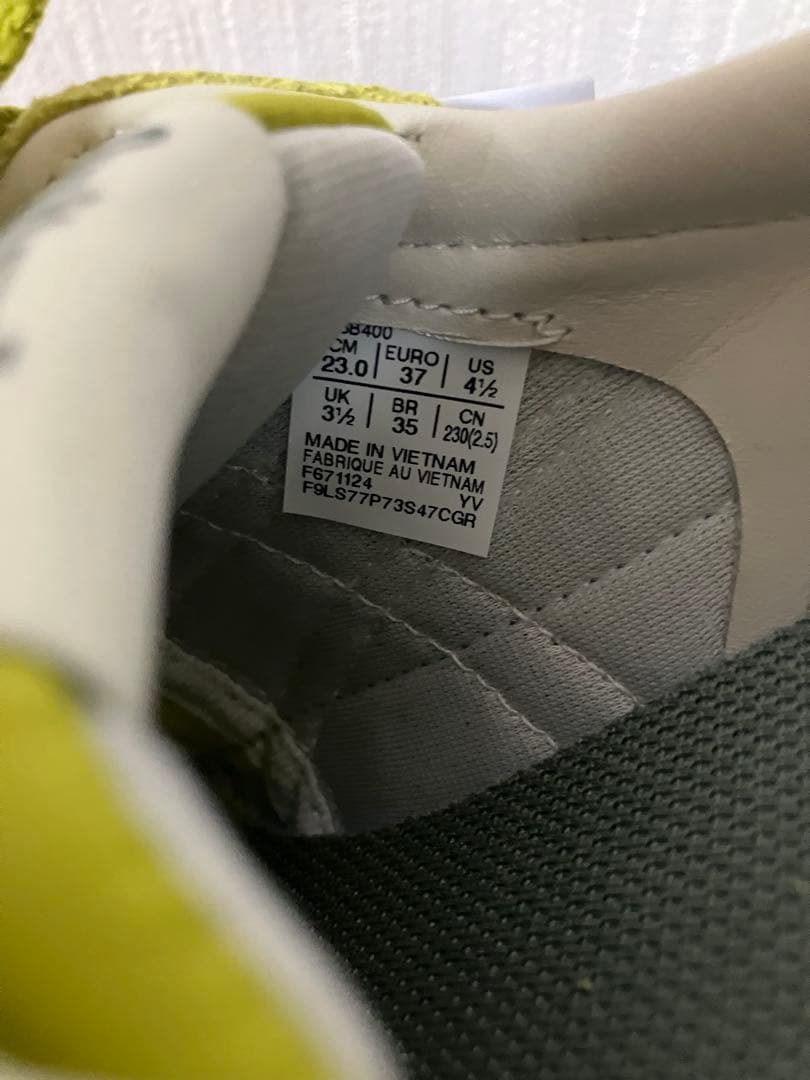 SB400
CM EURO US
23.0 37 4½
UK BR CN
3½ 35 230(2.5)
MADE IN VIETNAM
FABRIQUE AU VIETNAM
F671124 YV
F9LS77P73S47CGR